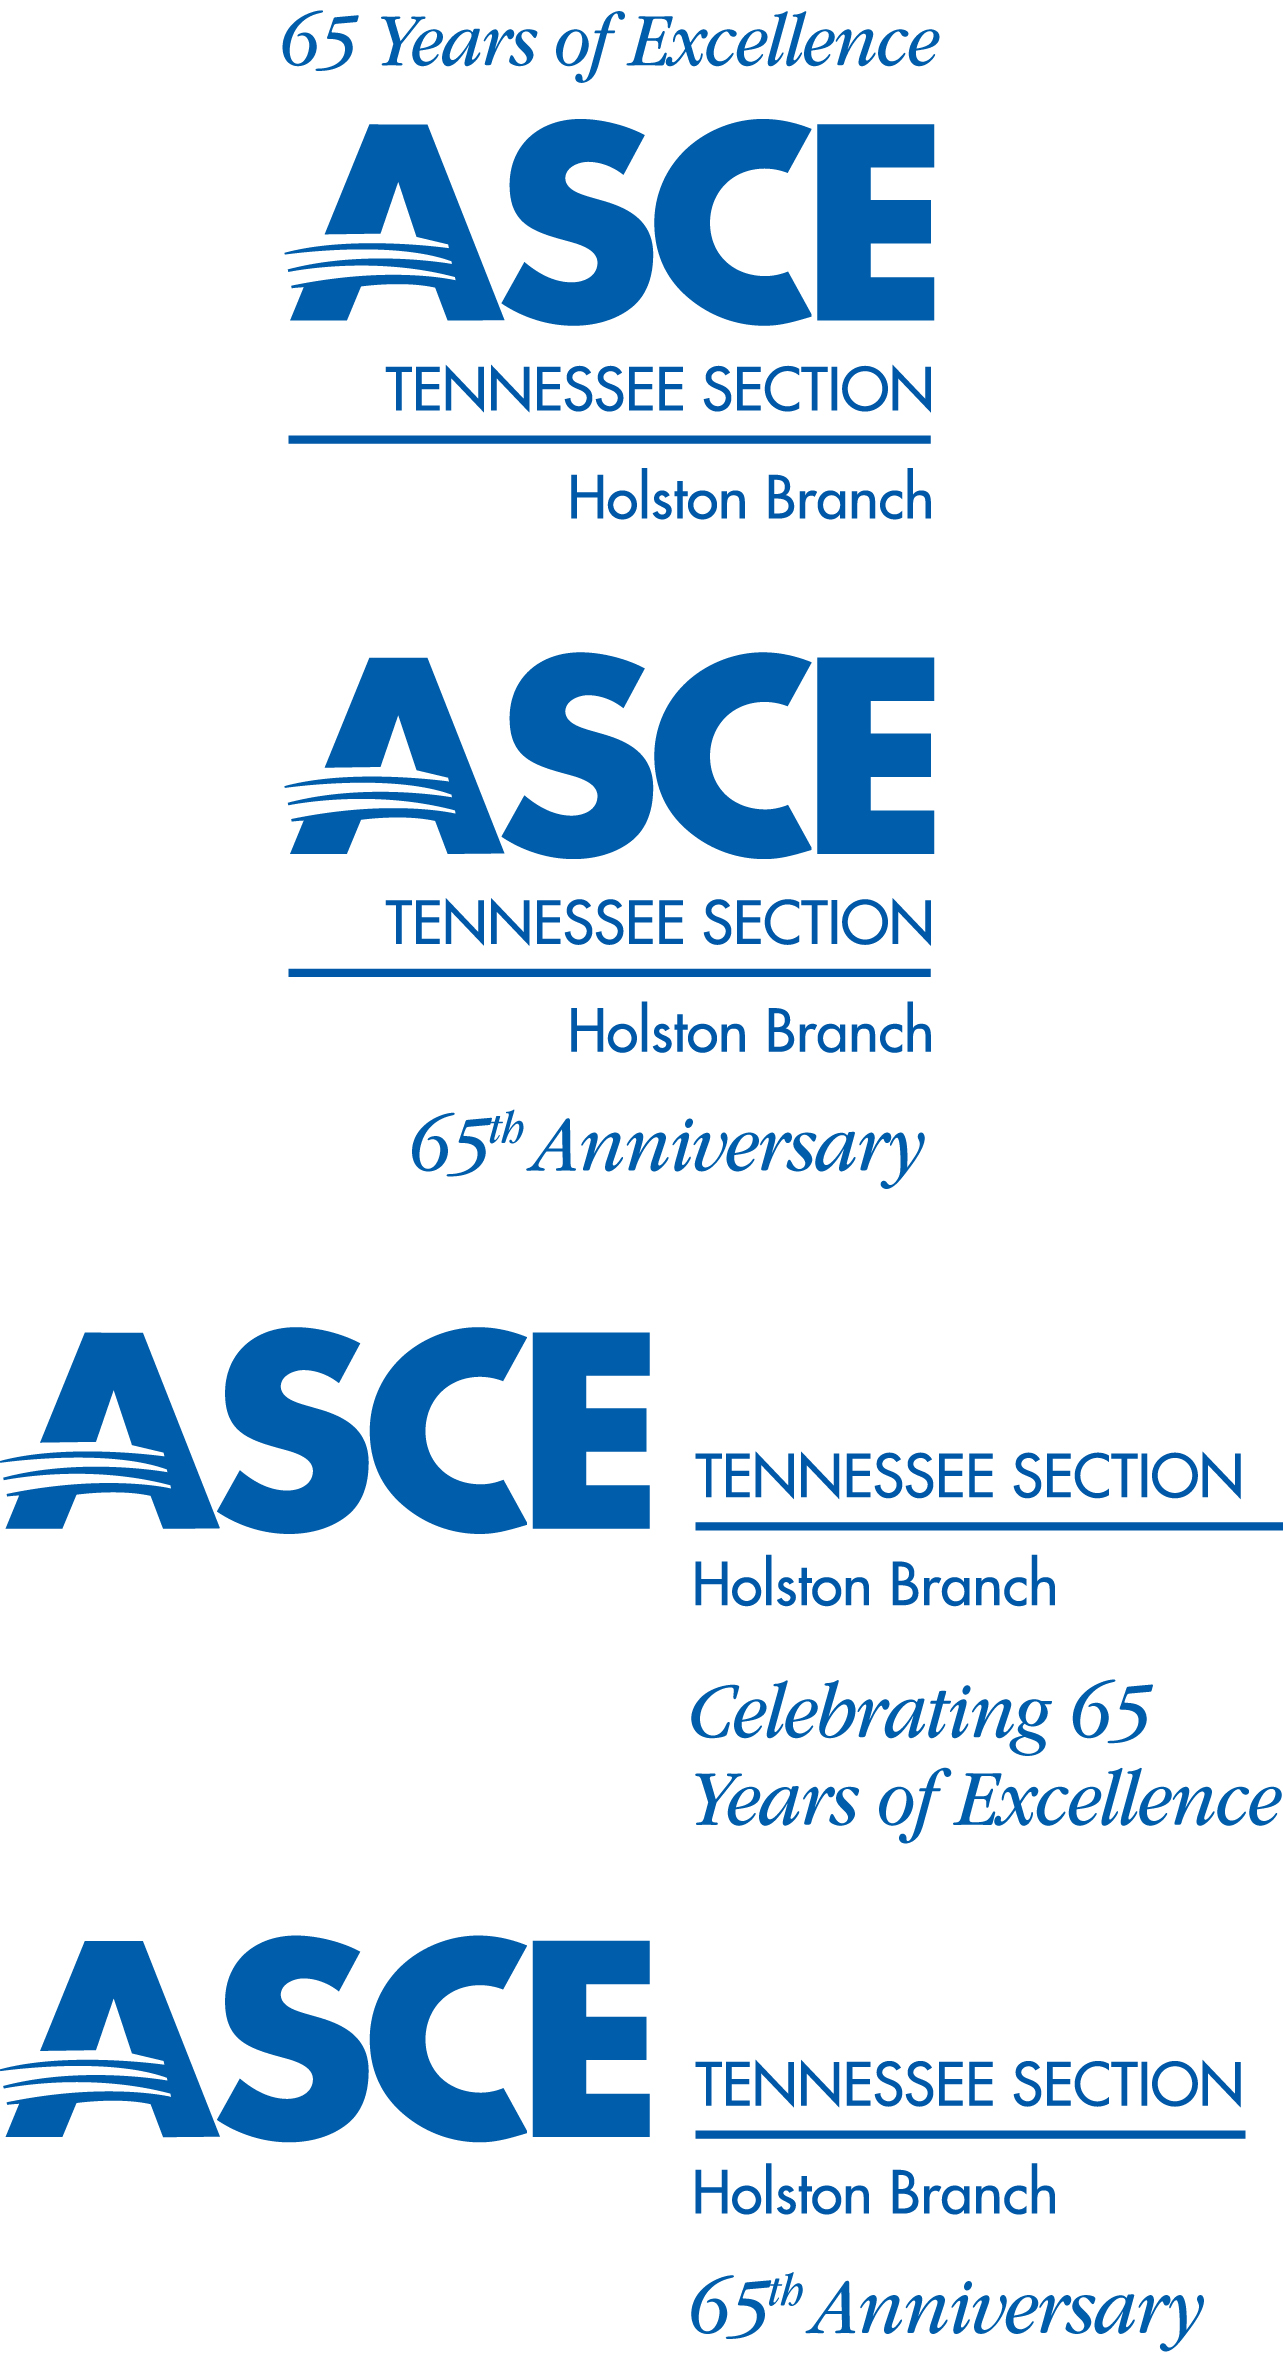 65 Years of Excellence
ASCE
TENNESSEE SECTION
Holston Branch
ASCE
TENNESSEE SECTION
Holston Branch
65th Anniversary
ASCE
TENNESSEE SECTION
Holston Branch
Celebrating 65
Years of Excellence
ASCE
TENNESSEE SECTION
Holston Branch
65th Anniversary